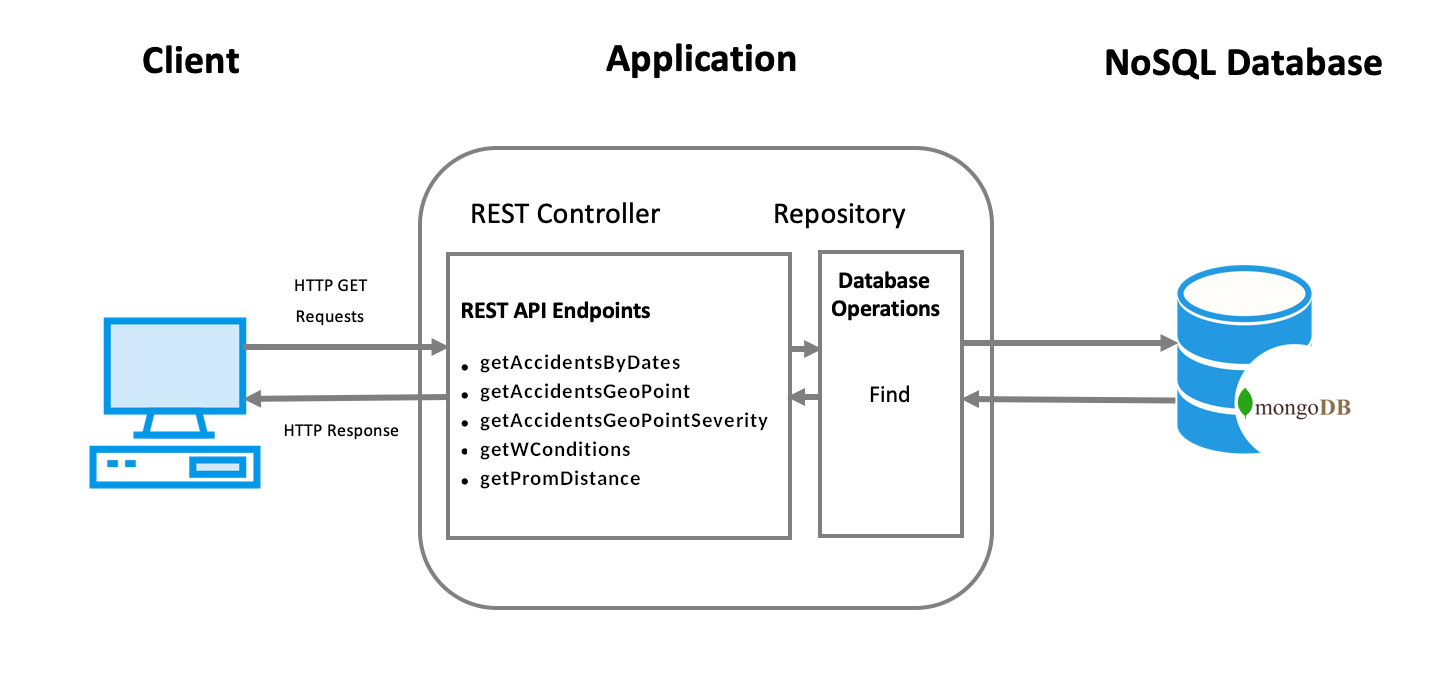 Client
Application
NoSQL Database
REST Controller
Repository
HTTP GET
Requests
HTTP Response
REST API Endpoints
• getAccidentsByDates
• getAccidentsGeoPoint
• getAccidentsGeoPointSeverity
• getWConditions
• getPromDistance
Database
Operations
Find
mongoDB